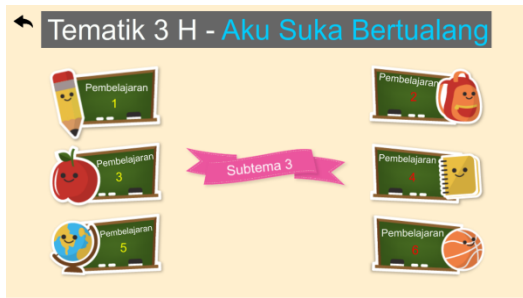 Tematik 3 H - Aku Suka Bertualang
Pembelajaran
1
Pembelajaran
2
Subtema 3
Pembelajaran
3
Pembelajaran
4
Pembelajaran
5
Pembelajaran
6